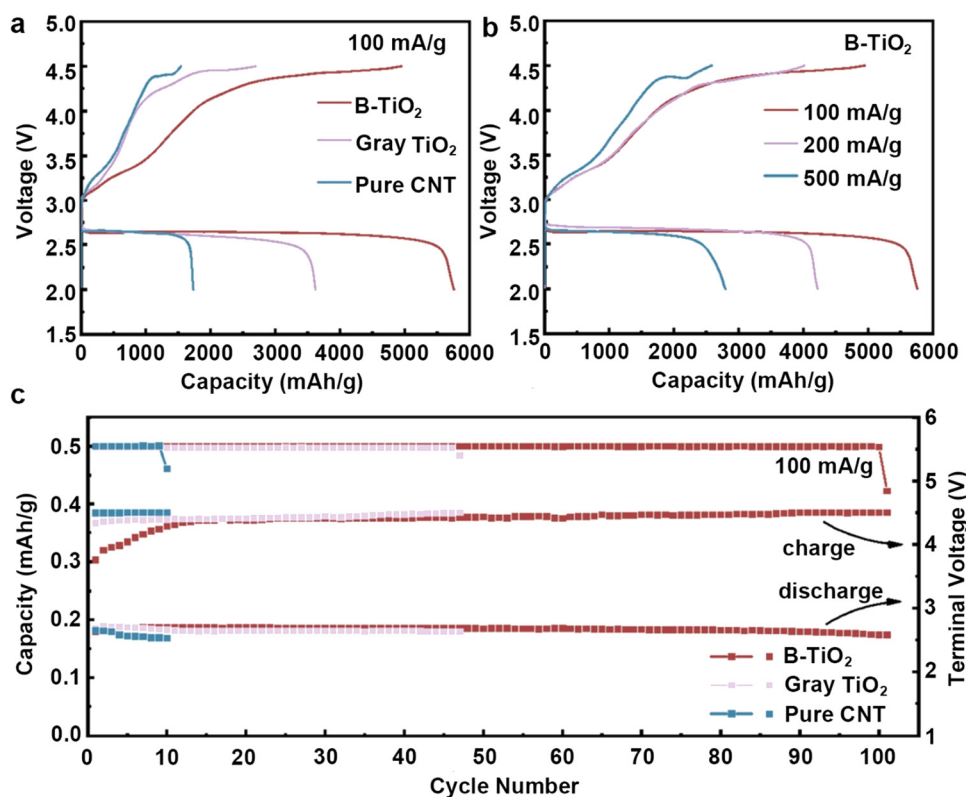 a
100 mA/g
B-TiO₂
Gray TiO₂
Pure CNT
Voltage (V)
5.0
4.5
4.0
3.5
3.0
2.5
2.0
1.5
0 1000 2000 3000 4000 5000 6000
Capacity (mAh/g)
b
B-TiO₂
100 mA/g
200 mA/g
500 mA/g
Voltage (V)
5.0
4.5
4.0
3.5
3.0
2.5
2.0
1.5
0 1000 2000 3000 4000 5000 6000
Capacity (mAh/g)
c
100 mA/g
charge
discharge
B-TiO₂
Gray TiO₂
Pure CNT
Capacity (mAh/g)
0.5
0.4
0.3
0.2
0.1
0.0
Terminal Voltage (V)
6
5
4
3
2
1
0 10 20 30 40 50 60 70 80 90 100
Cycle Number